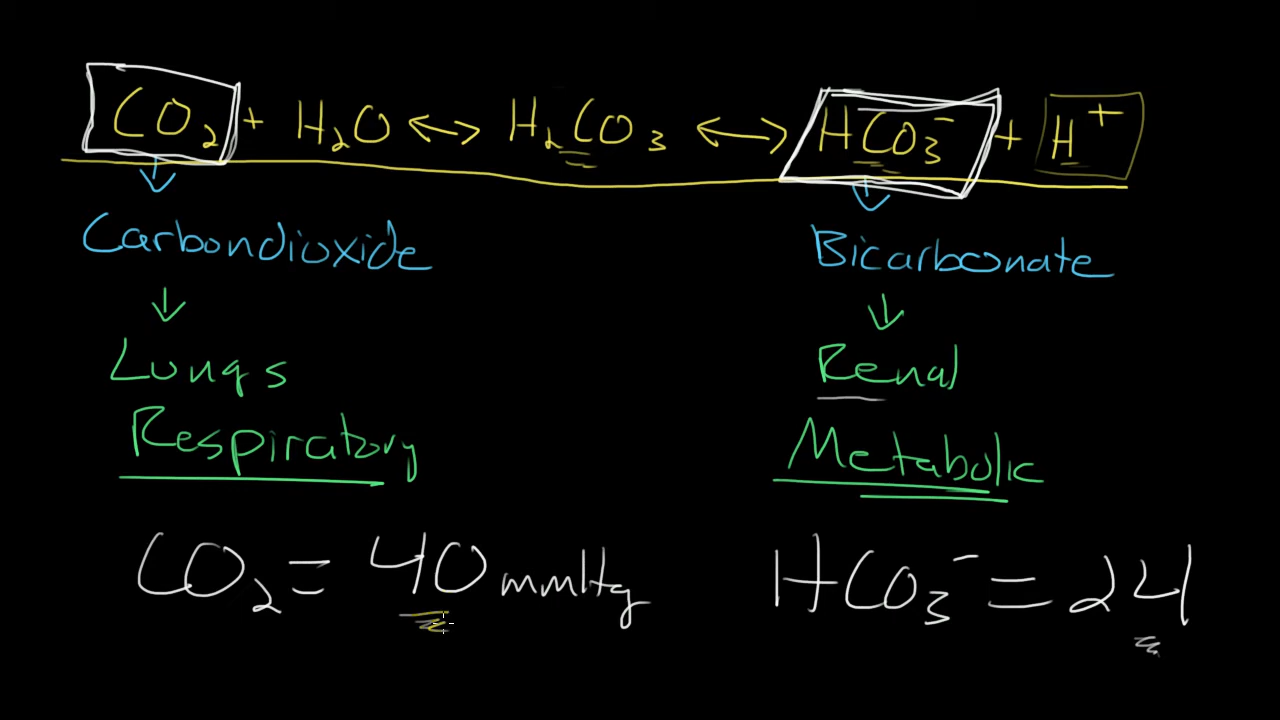 CO₂ + H₂O ↔ H₂CO₃ ↔ HCO₃⁻ + H⁺
Carbondioxide
Bicarbonate
Lungs
Renal
Respiratory
Metabolic
CO₂ = 40 mmHg
HCO₃⁻ = 24